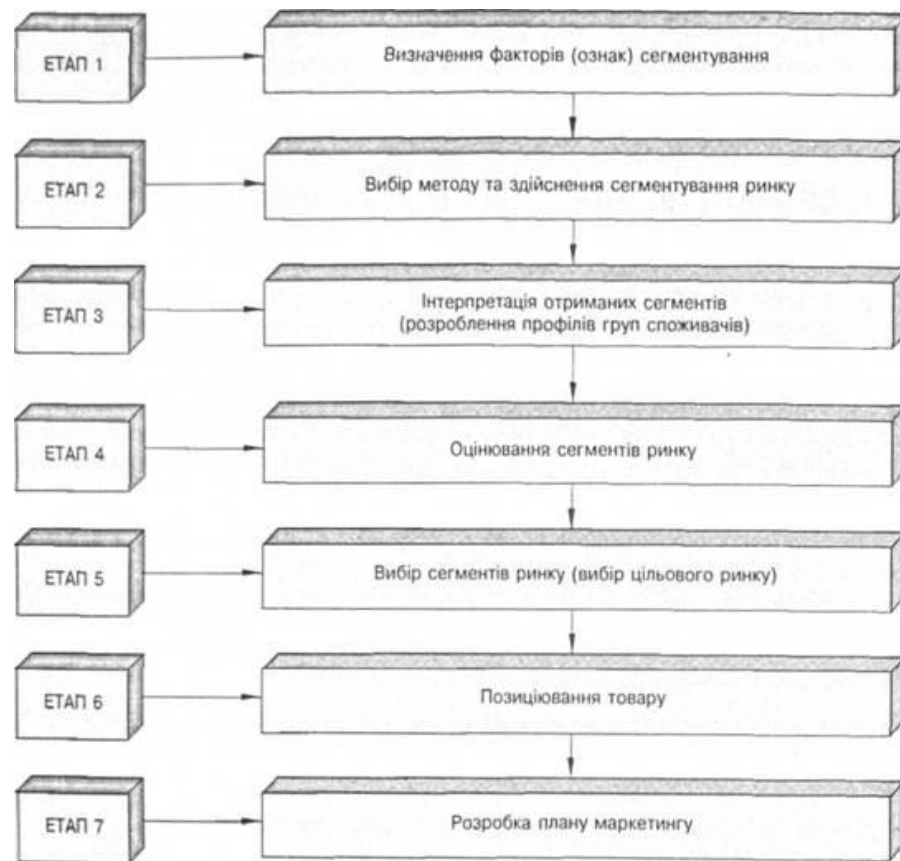 ЕТАП 1
Визначення факторів (ознак) сегментування
ЕТАП 2
Вибір методу та здійснення сегментування ринку
ЕТАП 3
Інтерпретація отриманих сегментів
(розроблення профілів груп споживачів)
ЕТАП 4
Оцінювання сегментів ринку
ЕТАП 5
Вибір сегментів ринку (вибір цільового ринку)
ЕТАП 6
Позиціювання товару
ЕТАП 7
Розробка плану маркетингу